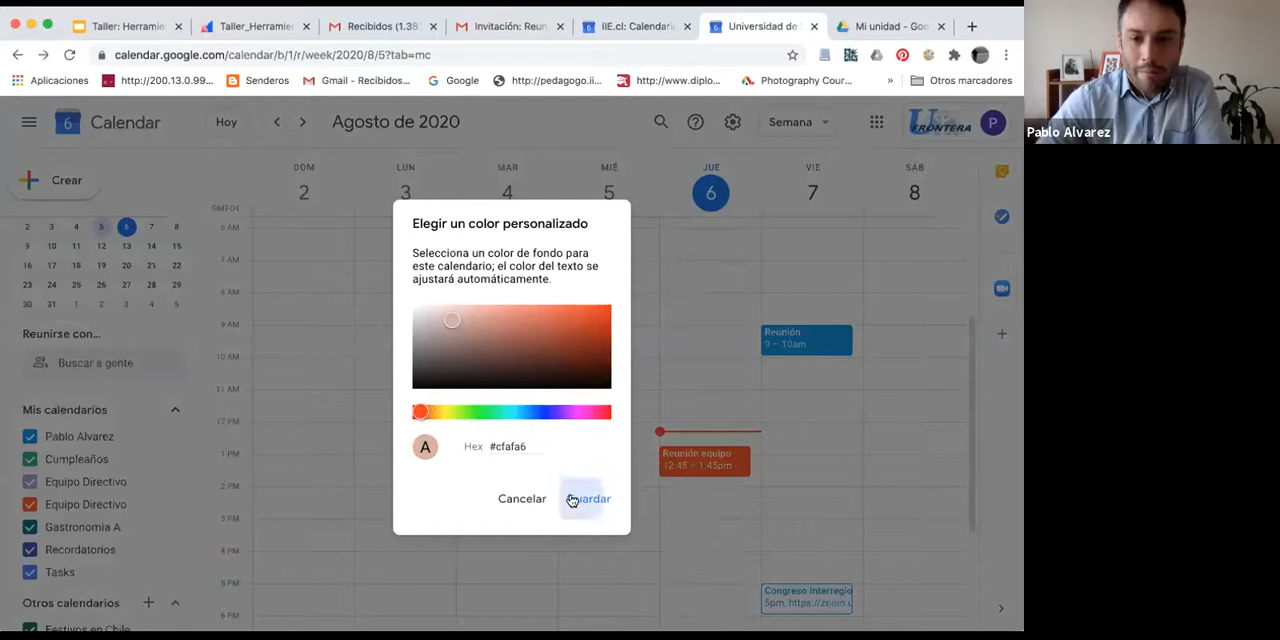 Taller: Herramie
Taller_Herramie
Recibidos (1.38
Invitación: Reun
IIE.cl: Calendari
Universidad de
Mi unidad - Goo
calendar.google.com/calendar/b/1/r/week/2020/8/5?tab=mc
Aplicaciones
http://200.13.0.99...
Senderos
Gmail - Recibidos...
Google
http://pedagogo.ii...
http://www.diplo...
Photography Cour...
»
Otros marcadores
6
Calendar
Hoy
Agosto de 2020
Semana
FRONTERA
P
Pablo Alvarez
Crear
DOM
LUN
MAR
MIÉ
JUE
VIE
SÁB
2
3
4
5
6
7
8
GMT-04
2 3 4 5 6 7 8
9 10 11 12 13 14 15
16 17 18 19 20 21 22
23 24 25 26 27 28 29
30 31 1 2 3 4 5
Reunirse con...
Buscar a gente
Mis calendarios
Pablo Alvarez
Cumpleaños
Equipo Directivo
Equipo Directivo
Gastronomía A
Recordatorios
Tasks
Otros calendarios
Festivos en Chile
6 AM
7 AM
8 AM
9 AM
10 AM
11 AM
12 PM
1 PM
2 PM
3 PM
4 PM
5 PM
6 PM
Elegir un color personalizado
Selecciona un color de fondo para
este calendario; el color del texto se
ajustará automáticamente.
A
Hex #cfafa6
Cancelar
Guardar
Reunión
9 – 10am
Reunión equipo
12:45 – 1:45pm
Congreso Interregio
5pm, https://zoom.u